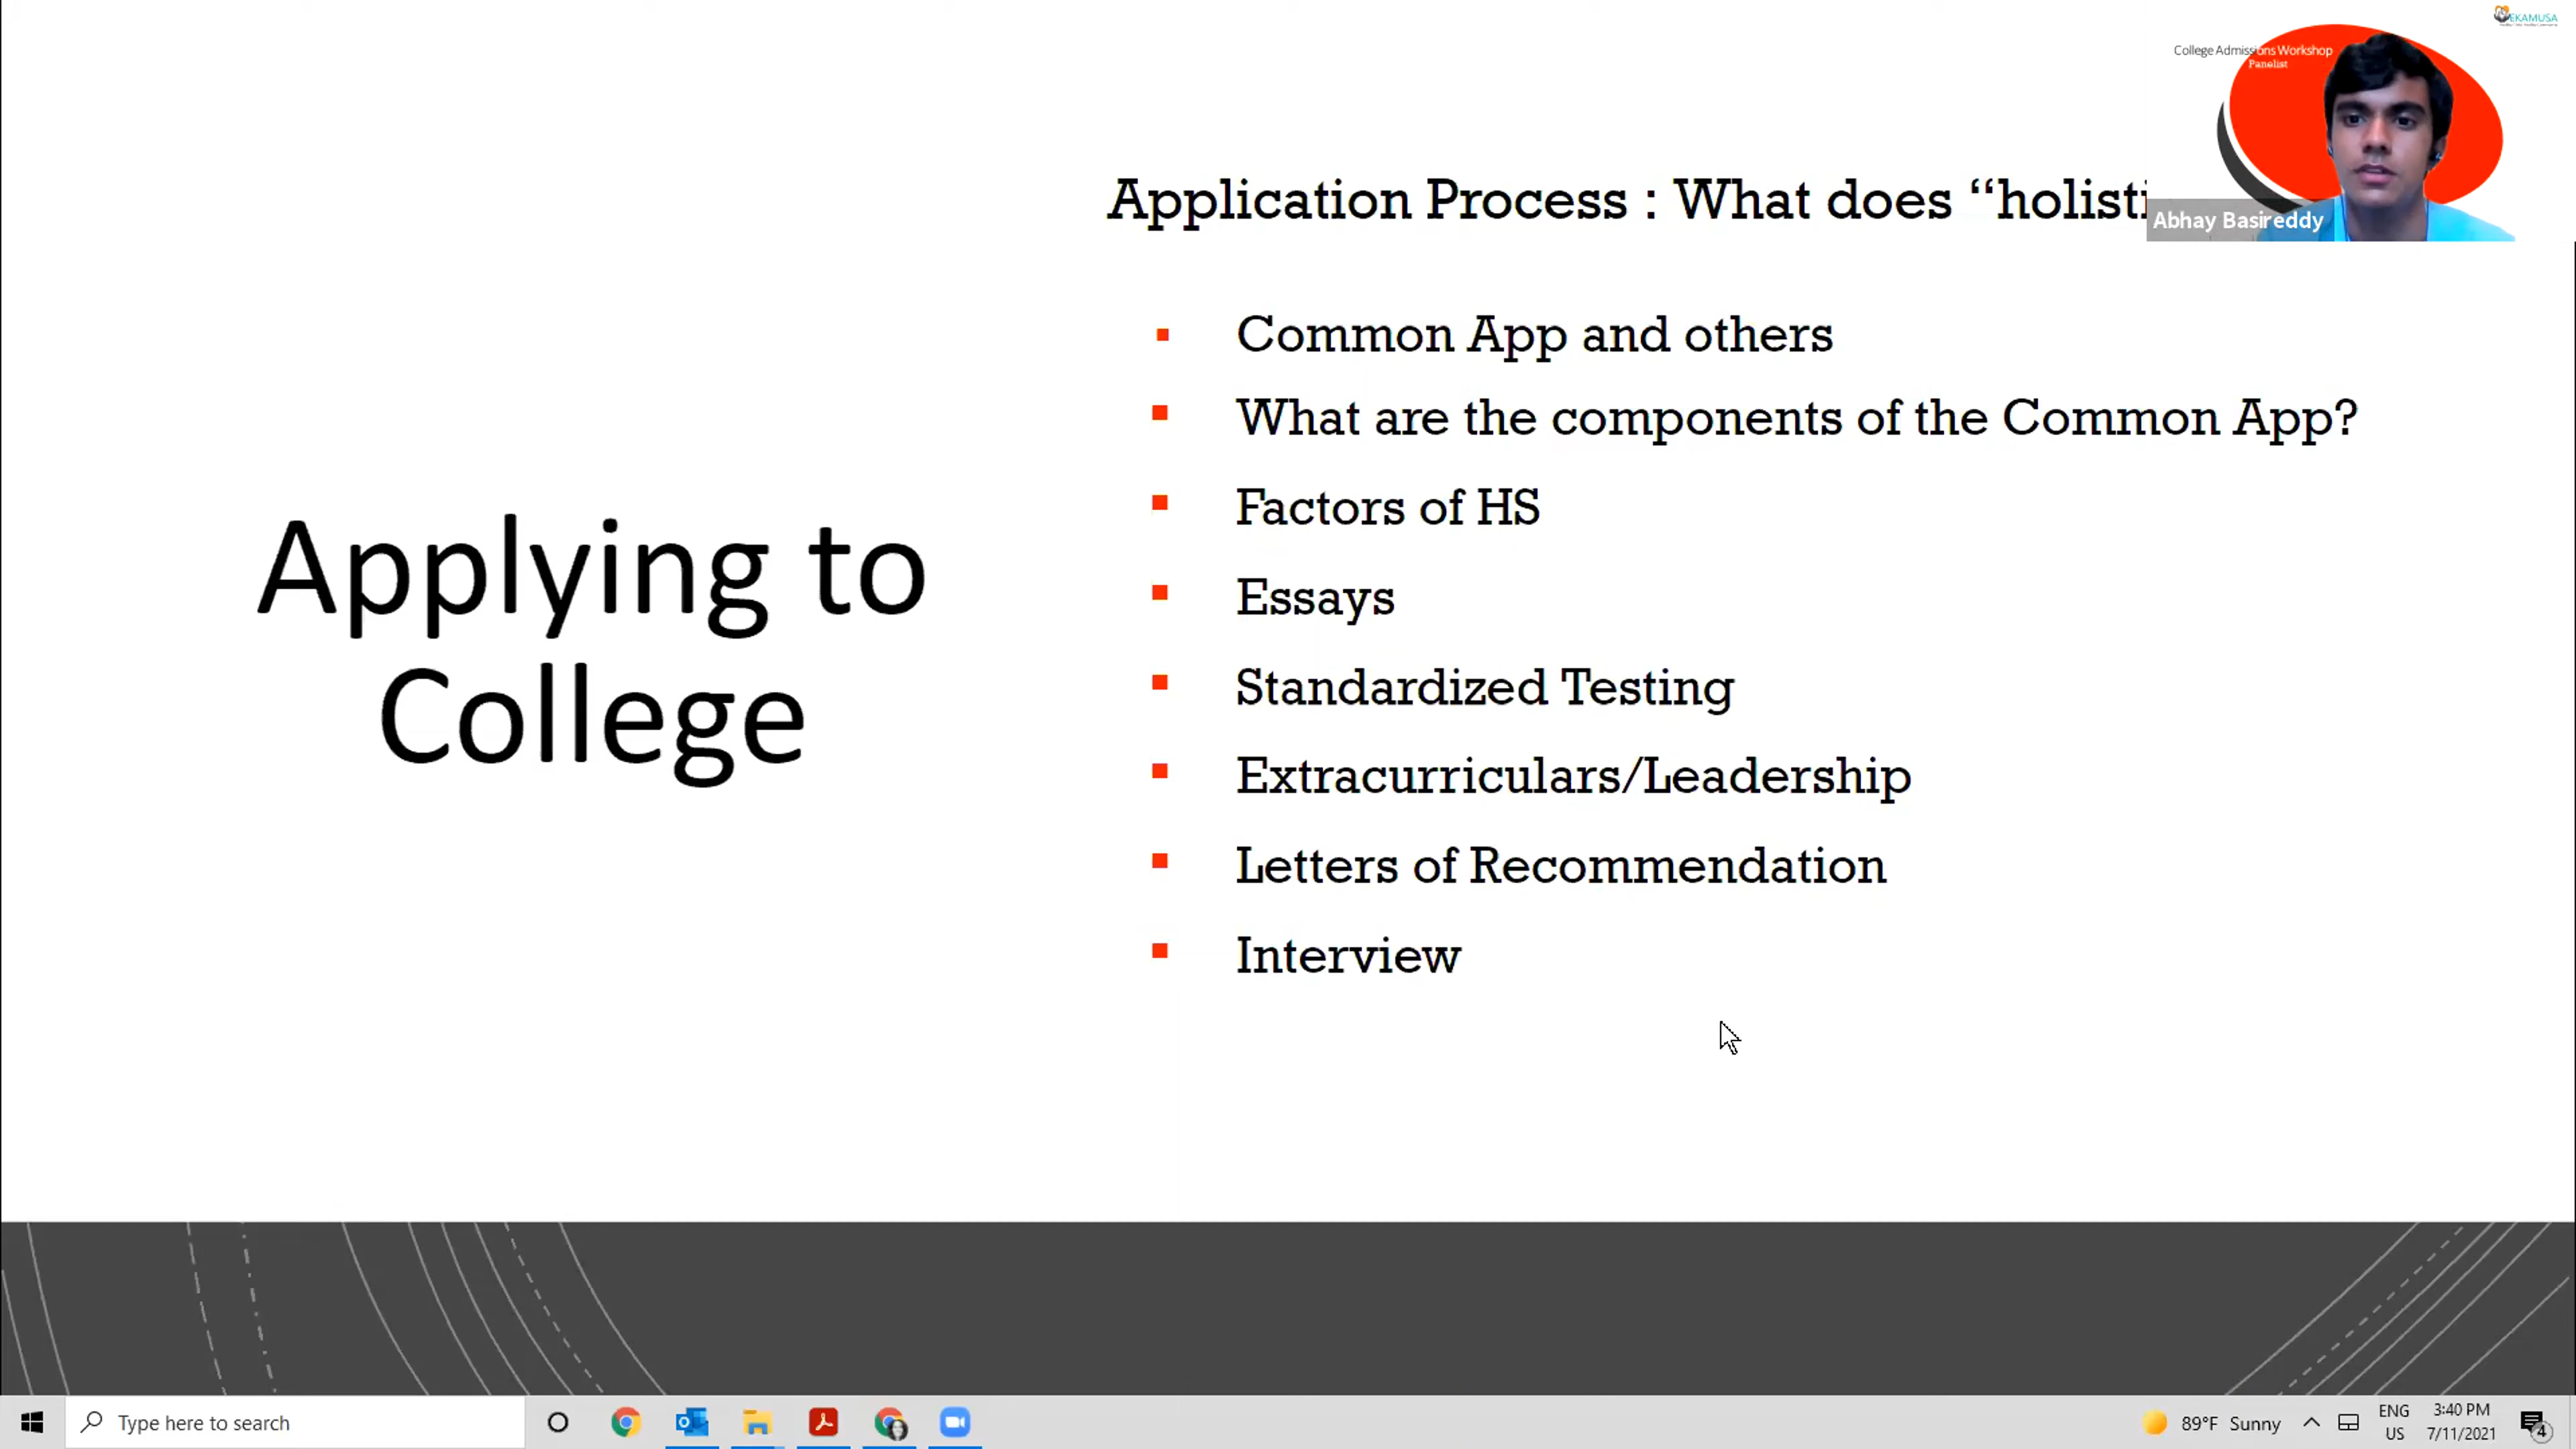 EKAMUSA
College Admissions Workshop
Panelist
Abhay Basireddy
Application Process : What does “holisti
Applying to
College
Common App and others
What are the components of the Common App?
Factors of HS
Essays
Standardized Testing
Extracurriculars/Leadership
Letters of Recommendation
Interview
Type here to search
89°F Sunny
ENG
US
3:40 PM
7/11/2021
4